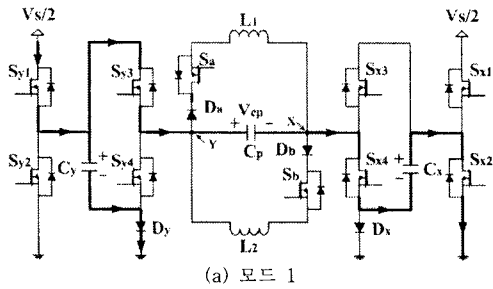 Vs/2
L1
Vs/2
Sa
Sy1
Sy3
Sx3
Sx1
Da
Vcp
+
-
Y
X
Cp
Db
Sy2
Cy
+
-
Sy4
Sb
Sx4
+
-
Cx
Sx2
Dy
L2
Dx
(a) 모드 1